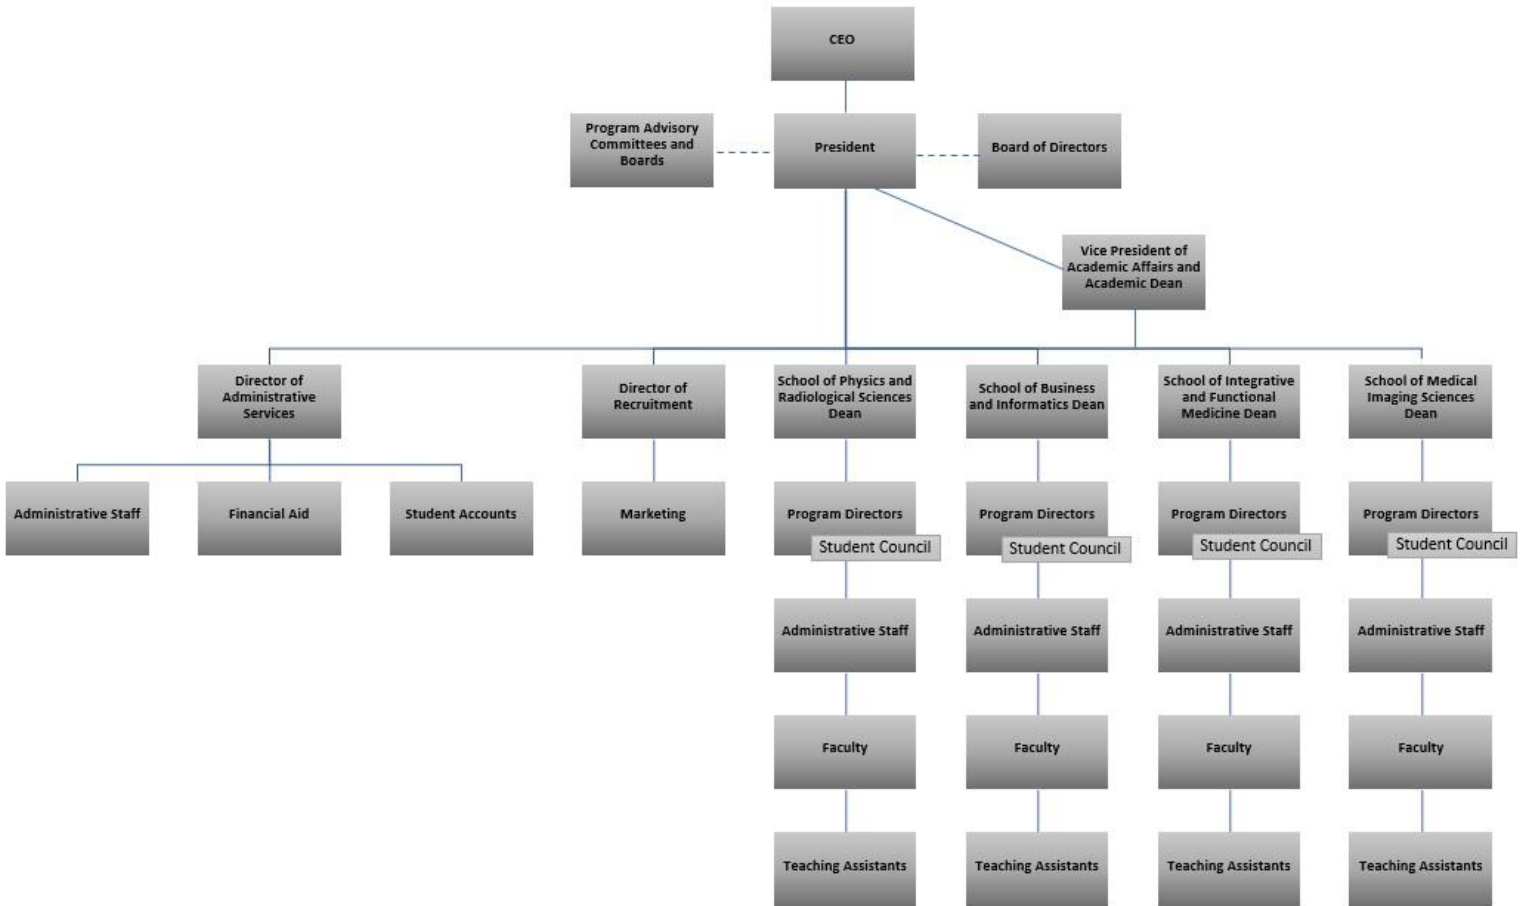 CEO
Program Advisory
Committees and
Boards
President
Board of Directors
Vice President of
Academic Affairs and
Academic Dean
Director of
Administrative
Services
Director of
Recruitment
School of Physics and
Radiological Sciences
Dean
School of Business
and Informatics Dean
School of Integrative
and Functional
Medicine Dean
School of Medical
Imaging Sciences
Dean
Administrative Staff
Financial Aid
Student Accounts
Marketing
Program Directors
Program Directors
Program Directors
Program Directors
Student Council
Student Council
Student Council
Student Council
Administrative Staff
Administrative Staff
Administrative Staff
Administrative Staff
Faculty
Faculty
Faculty
Faculty
Teaching Assistants
Teaching Assistants
Teaching Assistants
Teaching Assistants